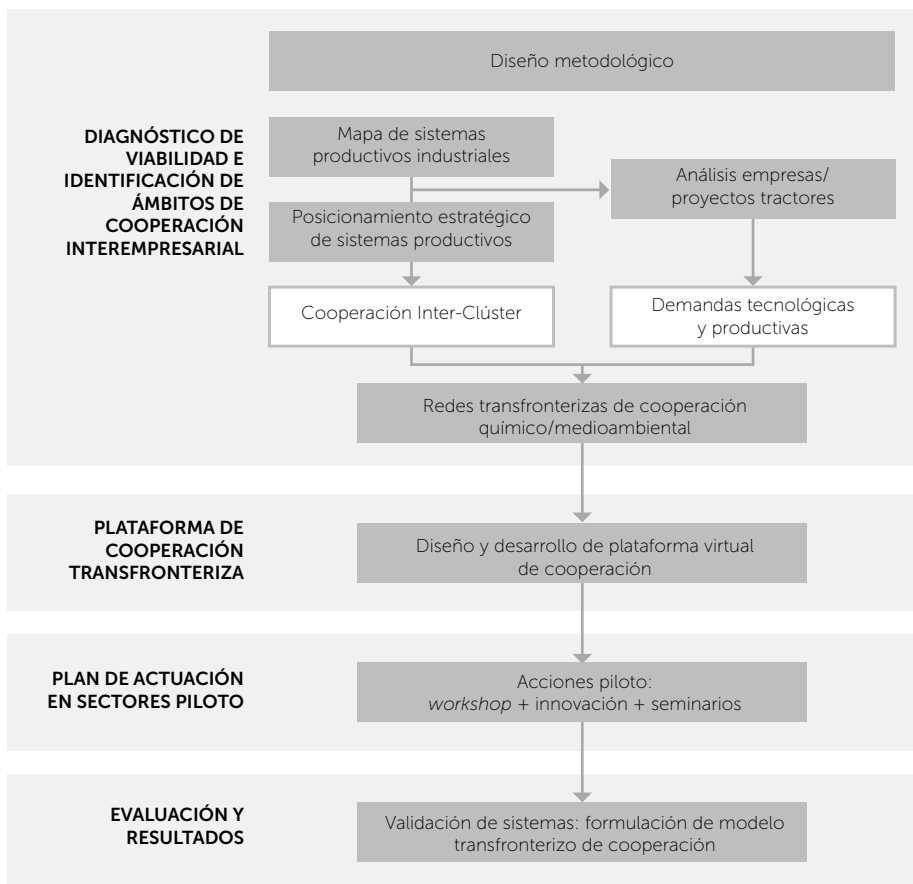 Diseño metodológico
DIAGNÓSTICO DE
VIABILIDAD E
IDENTIFICACIÓN DE
ÁMBITOS DE
COOPERACIÓN
INTEREMPRESARIAL
Mapa de sistemas
productivos industriales
Análisis empresas/
proyectos tractores
Posicionamiento estratégico
de sistemas productivos
Cooperación Inter-Clúster
Demandas tecnológicas
y productivas
Redes transfronterizas de cooperación
químico/medioambiental
PLATAFORMA DE
COOPERACIÓN
TRANSFRONTERIZA
Diseño y desarrollo de plataforma virtual
de cooperación
PLAN DE ACTUACIÓN
EN SECTORES PILOTO
Acciones piloto:
workshop + innovación + seminarios
EVALUACIÓN Y
RESULTADOS
Validación de sistemas: formulación de modelo
transfronterizo de cooperación